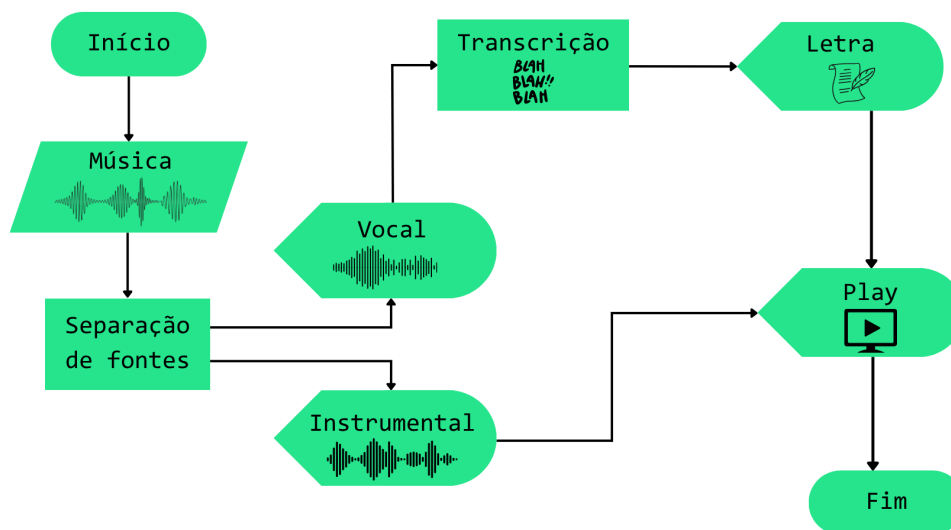 Início
Música
Separação
de fontes
Vocal
Instrumental
Transcrição
BLAH
BLAH!!
BLAH
Letra
Play
Fim